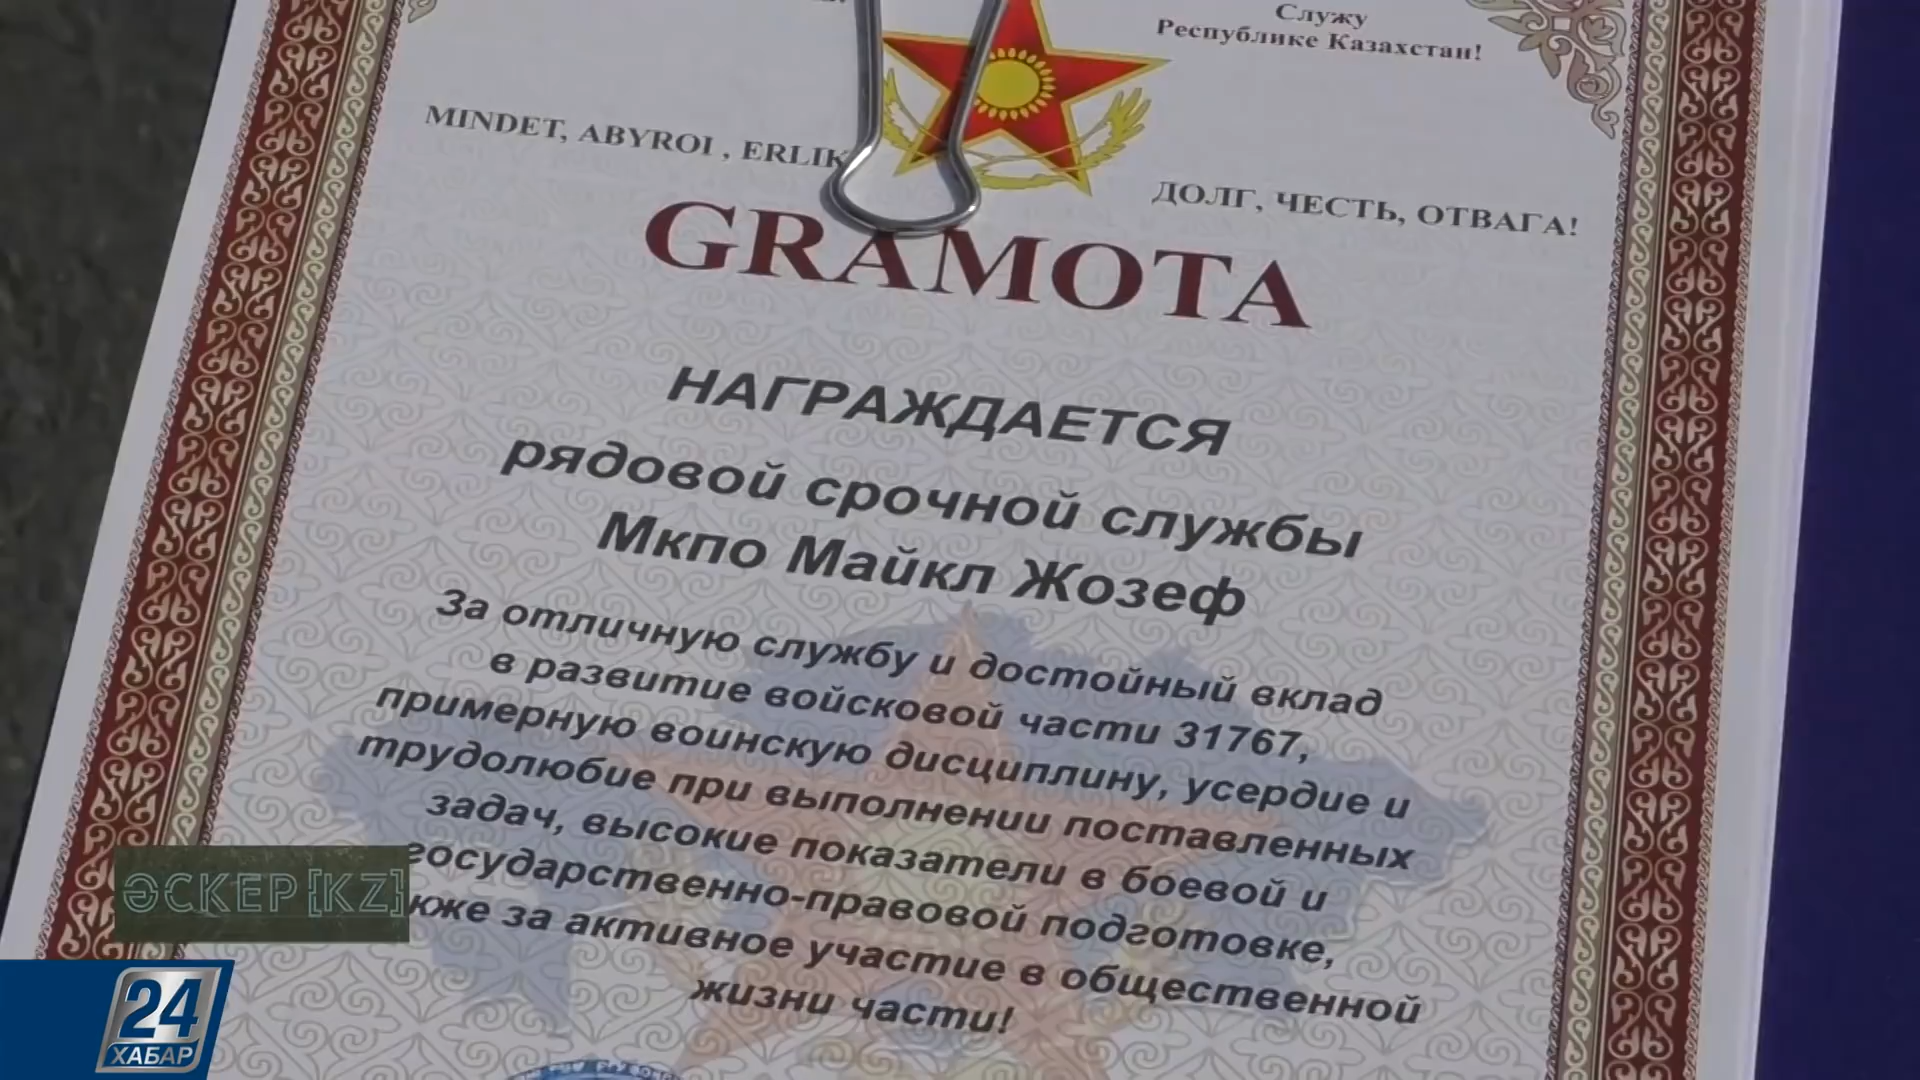 Служу
Республике Казахстан!
MINDET, ABYROI , ERLIK
ДОЛГ, ЧЕСТЬ, ОТВАГА!
GRAMOTA
НАГРАЖДАЕТСЯ
рядовой срочной службы
Мкпо Майкл Жозеф
За отличную службу и достойный вклад
в развитие войсковой части 31767,
примерную воинскую дисциплину, усердие и
трудолюбие при выполнении поставленных
задач, высокие показатели в боевой и
государственно-правовой подготовке,
кже за активное участие в общественной
жизни части!
ӘСКЕР[KZ]
24
ХАБАР